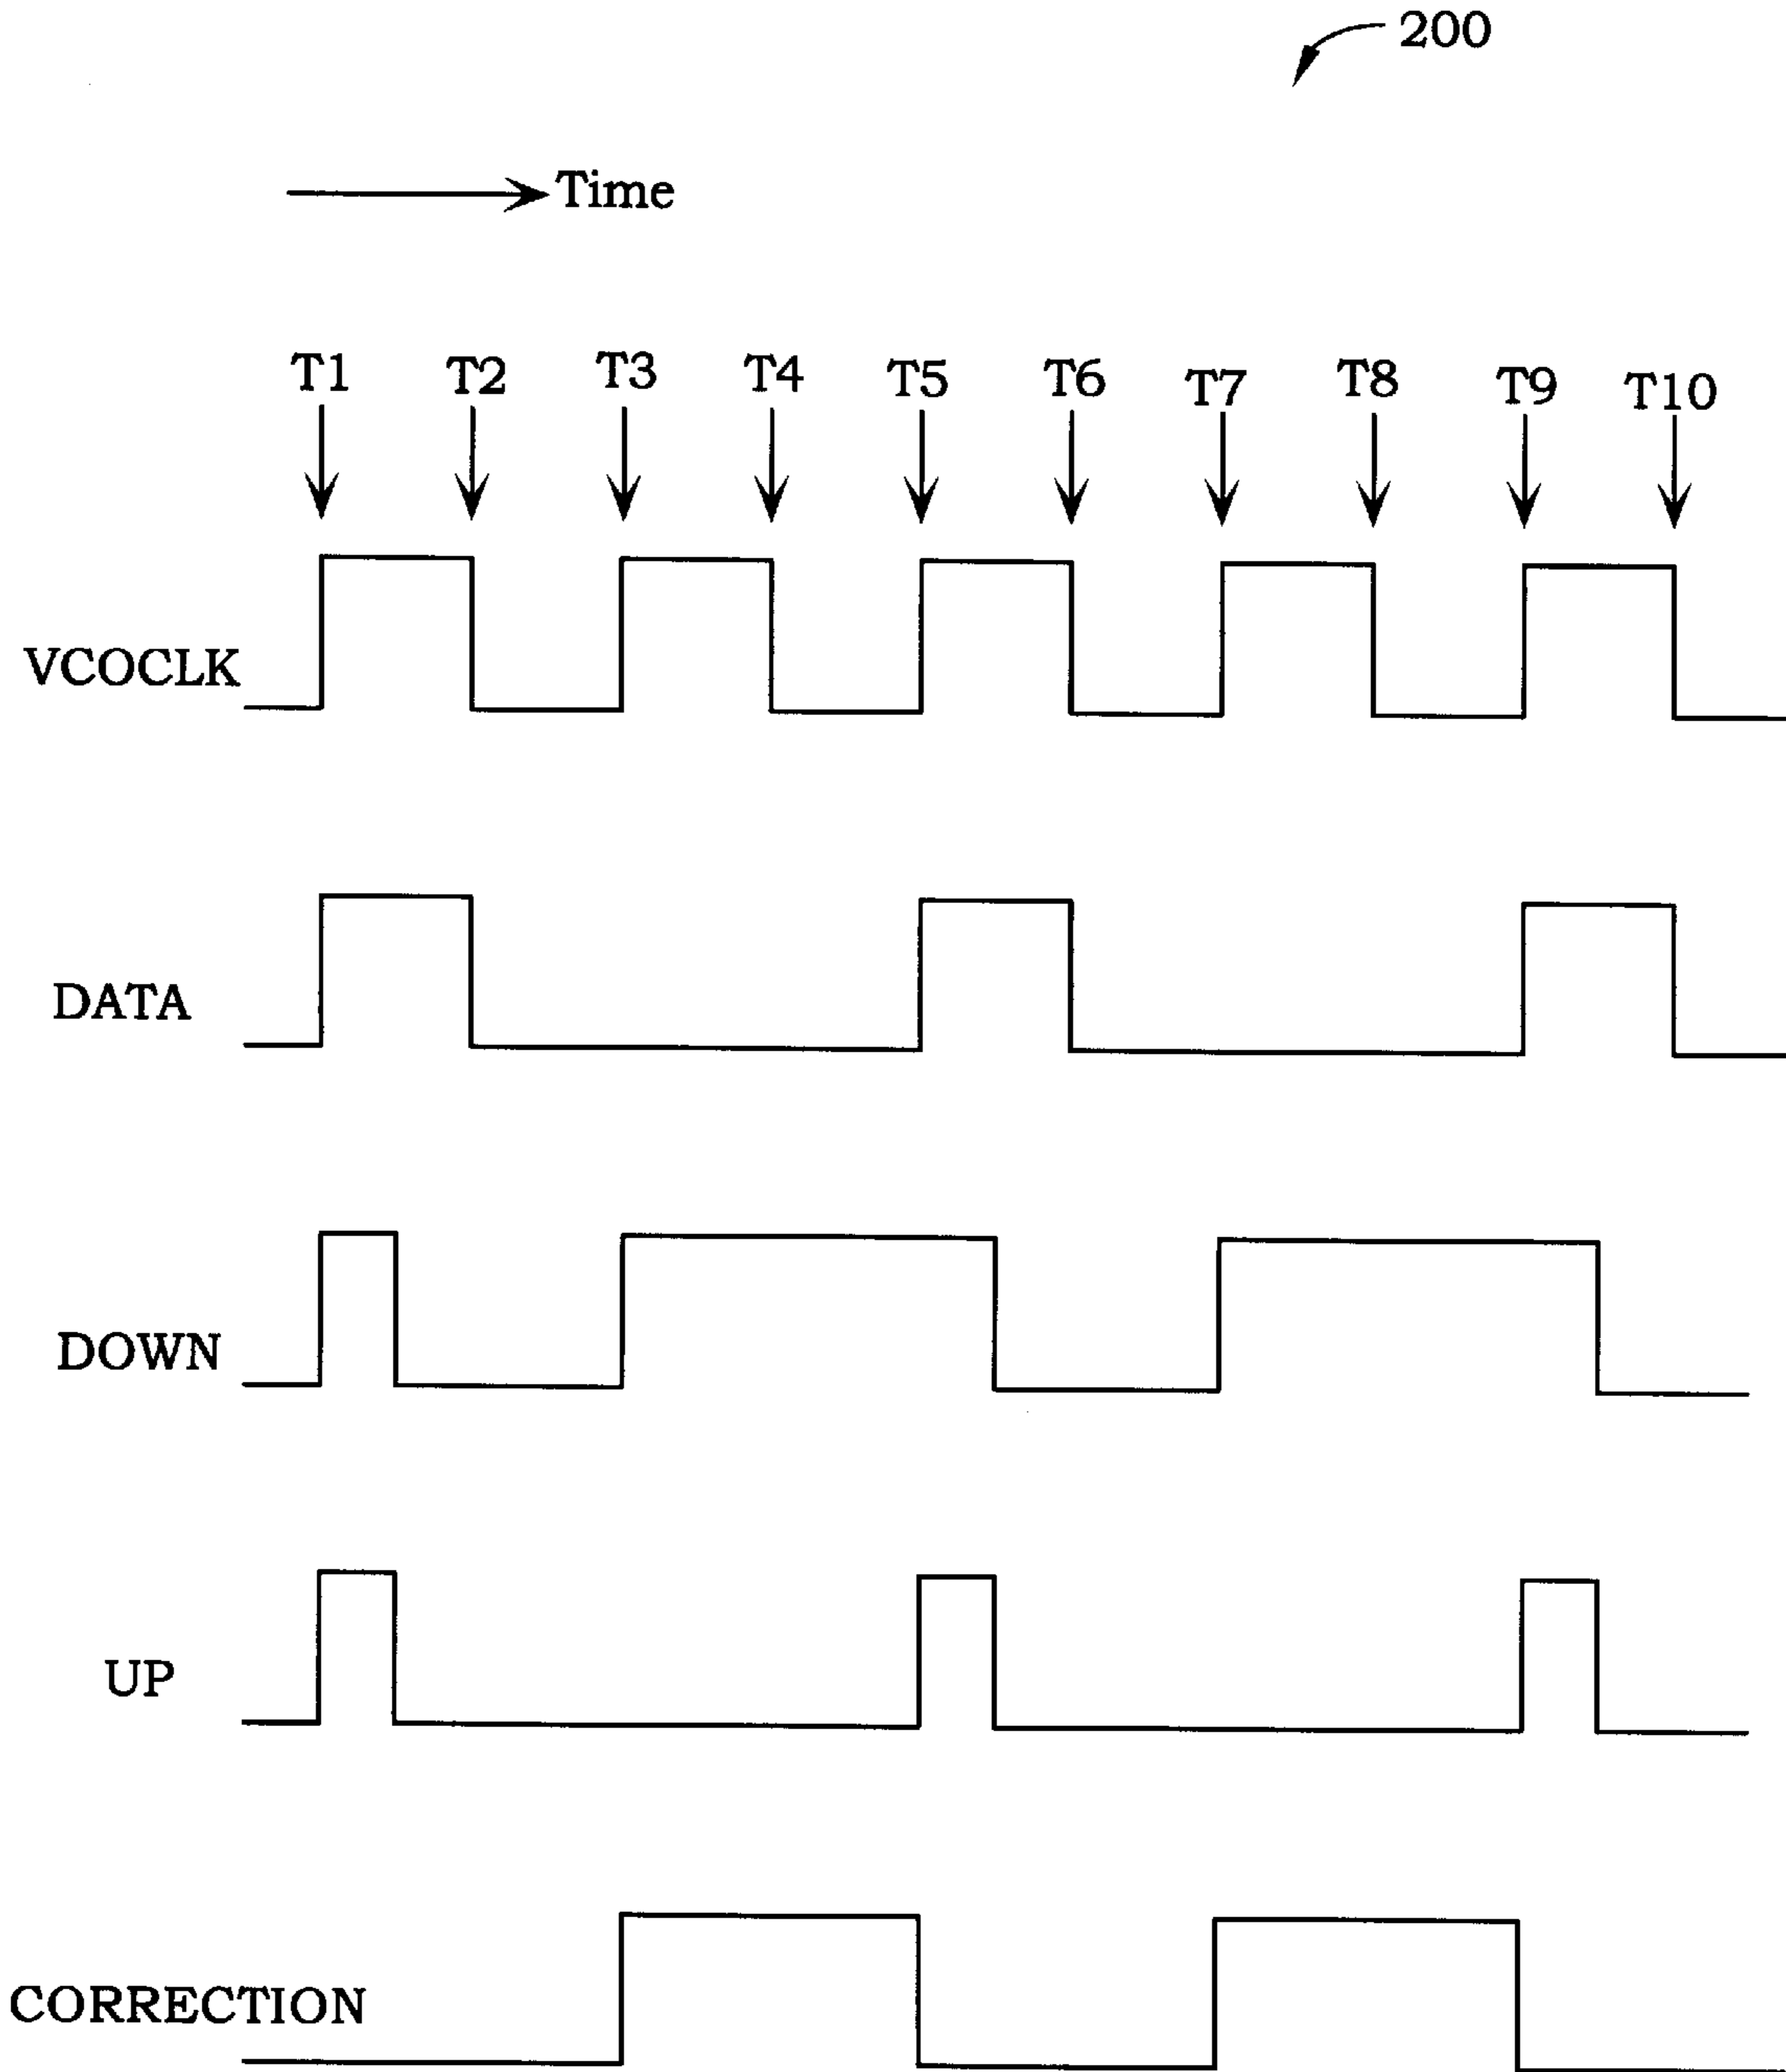 200
Time
T1 T2 T3 T4 T5 T6 T7 T8 T9 T10
VCOCLK
DATA
DOWN
UP
CORRECTION